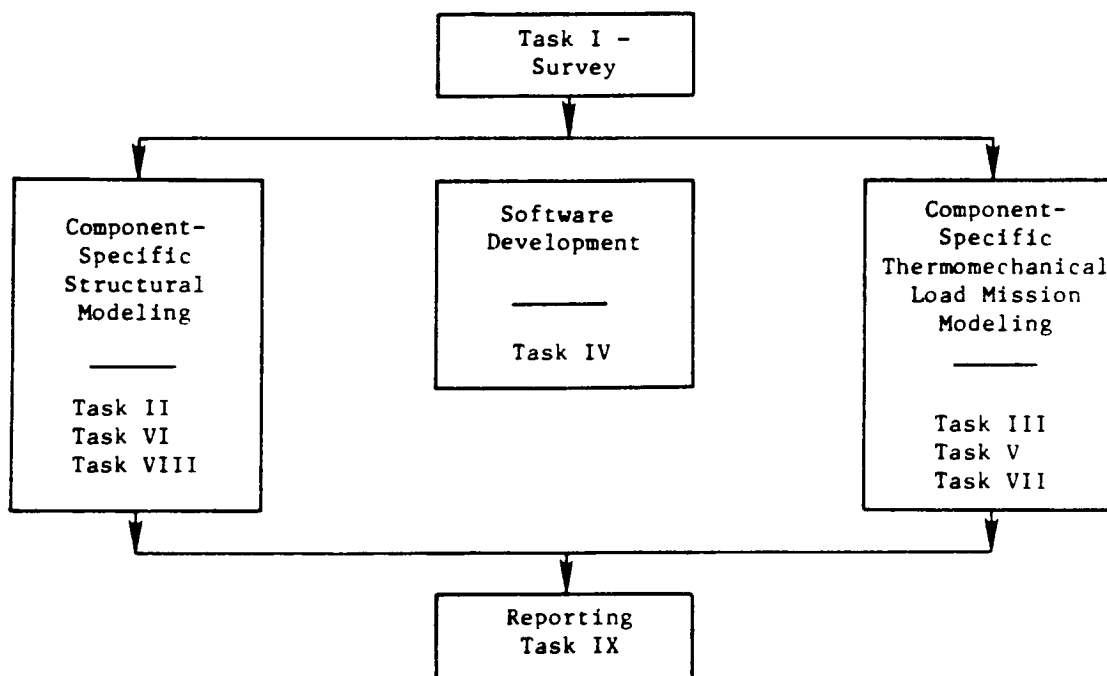 Task I -
Survey
Component-
Specific
Structural
Modeling
Task II
Task VI
Task VIII
Software
Development
Task IV
Component-
Specific
Thermomechanical
Load Mission
Modeling
Task III
Task V
Task VII
Reporting
Task IX